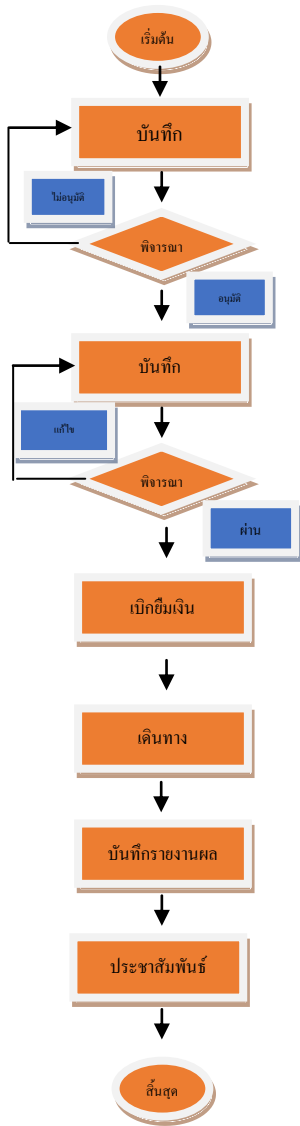 เริ่มต้น
บันทึก
ไม่อนุมัติ
พิจารณา
อนุมัติ
บันทึก
แก้ไข
พิจารณา
ผ่าน
เบิกยืมเงิน
เดินทาง
บันทึกรายงานผล
ประชาสัมพันธ์
สิ้นสุด